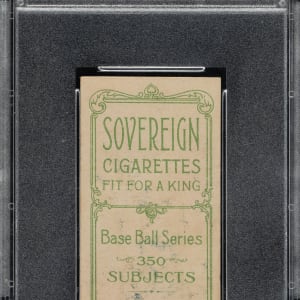 SOVEREIGN
CIGARETTES
FIT FOR A KING
Base Ball Series
350
SUBJECTS